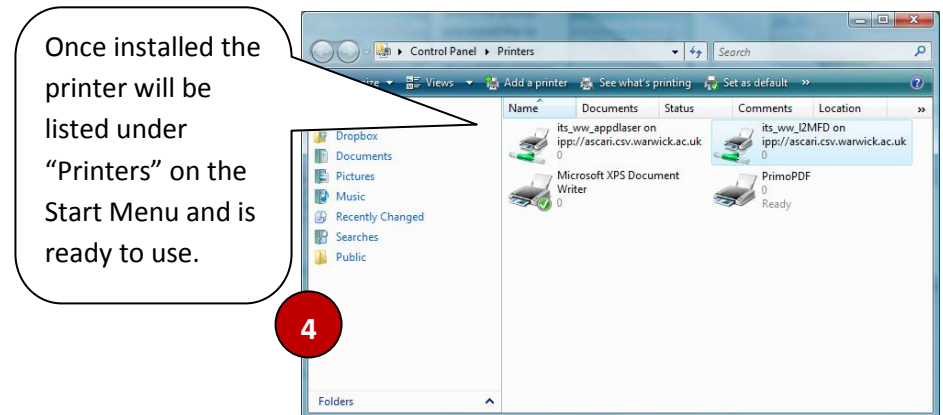 Once installed the
printer will be
listed under
“Printers” on the
Start Menu and is
ready to use.
4
Control Panel ▸ Printers
Search
Views
Add a printer
See what's printing
Set as default
»
Name
Documents
Status
Comments
Location
»
Dropbox
Documents
Pictures
Music
Recently Changed
Searches
Public
Folders
its_ww_appdlaser on
ipp://ascari.csv.warwick.ac.uk
0
its_ww_I2MFD on
ipp://ascari.csv.warwick.ac.uk
0
Microsoft XPS Document
Writer
0
PrimoPDF
0
Ready